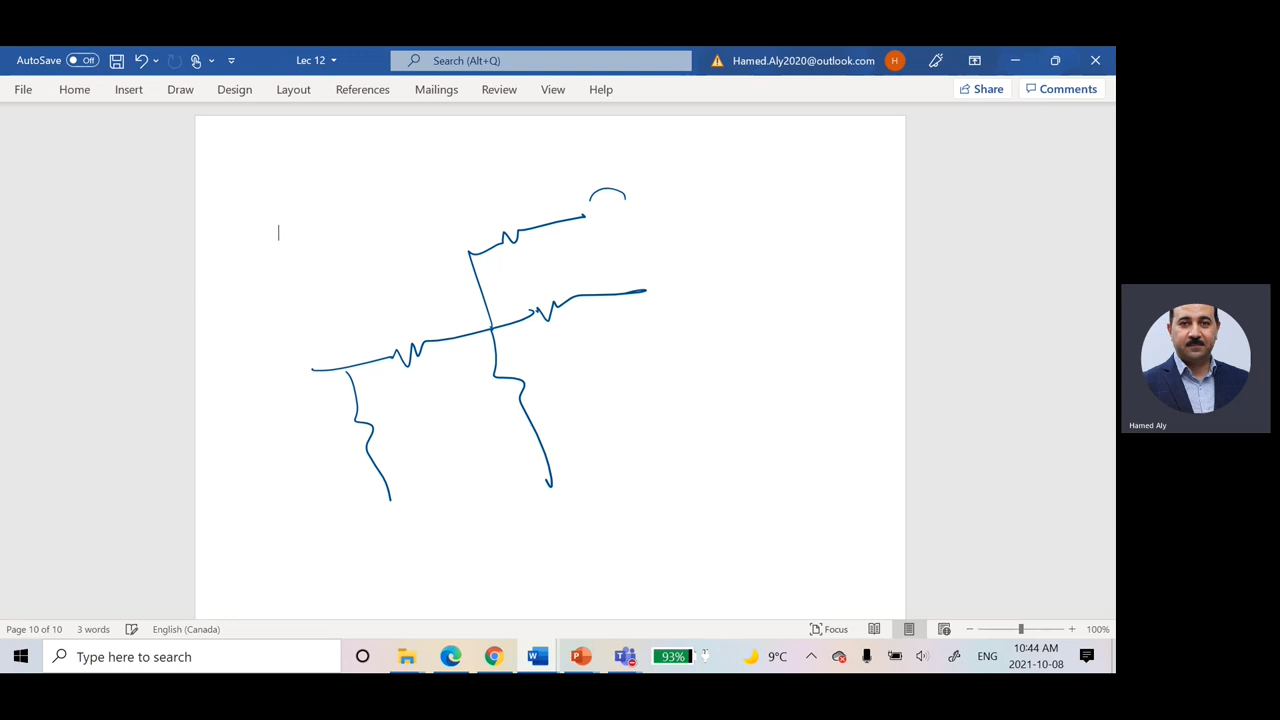 AutoSave Off Lec 12 Search (Alt+Q) Hamed.Aly2020@outlook.com H
File Home Insert Draw Design Layout References Mailings Review View Help Share Comments
Hamed Aly
Page 10 of 10 3 words English (Canada) Focus 100%
Type here to search 93% 9°C ENG 10:44 AM
2021-10-08